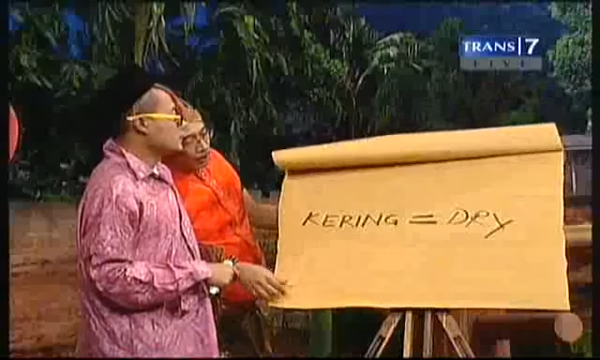 TRANS|7
LIVE
KERING = DRY